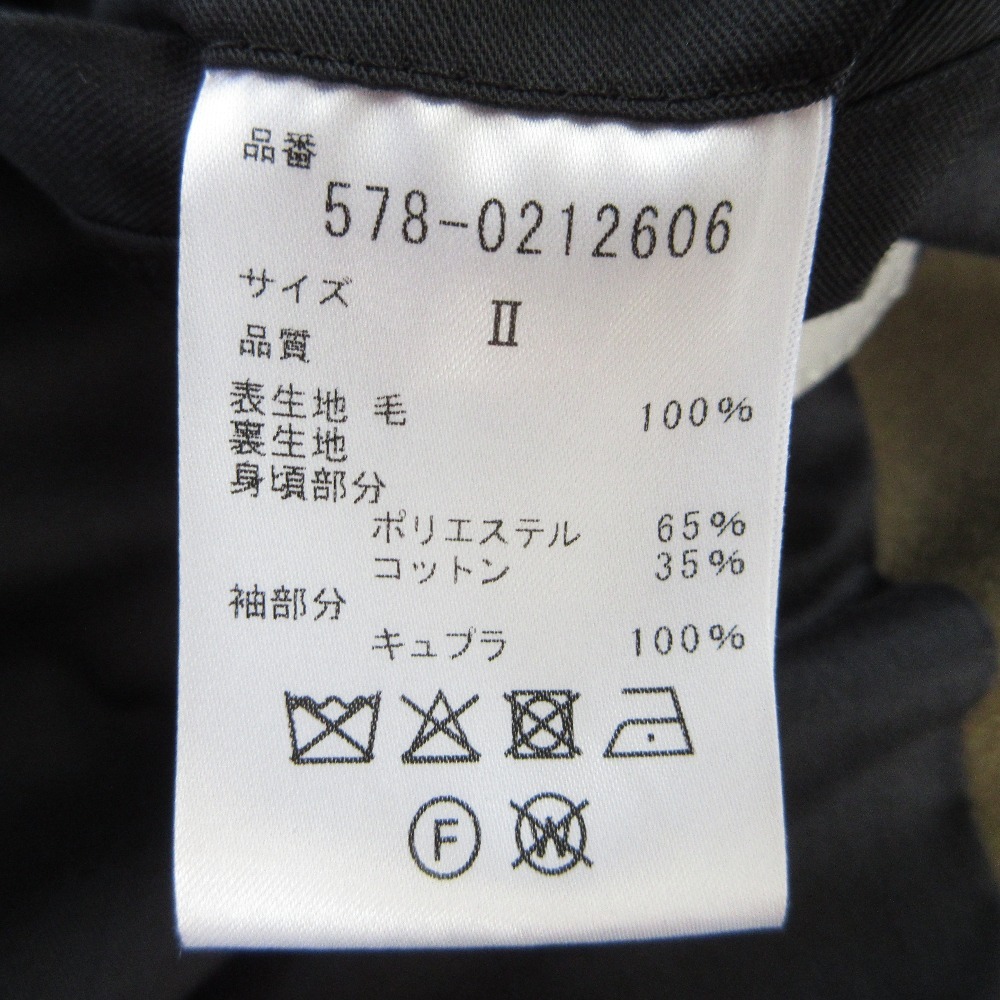 品番
578-0212606
サイズ
Ⅱ
品質
表生地 毛 100%
裏生地
身頃部分
ポリエステル 65%
コットン 35%
袖部分
キュプラ 100%
F
W